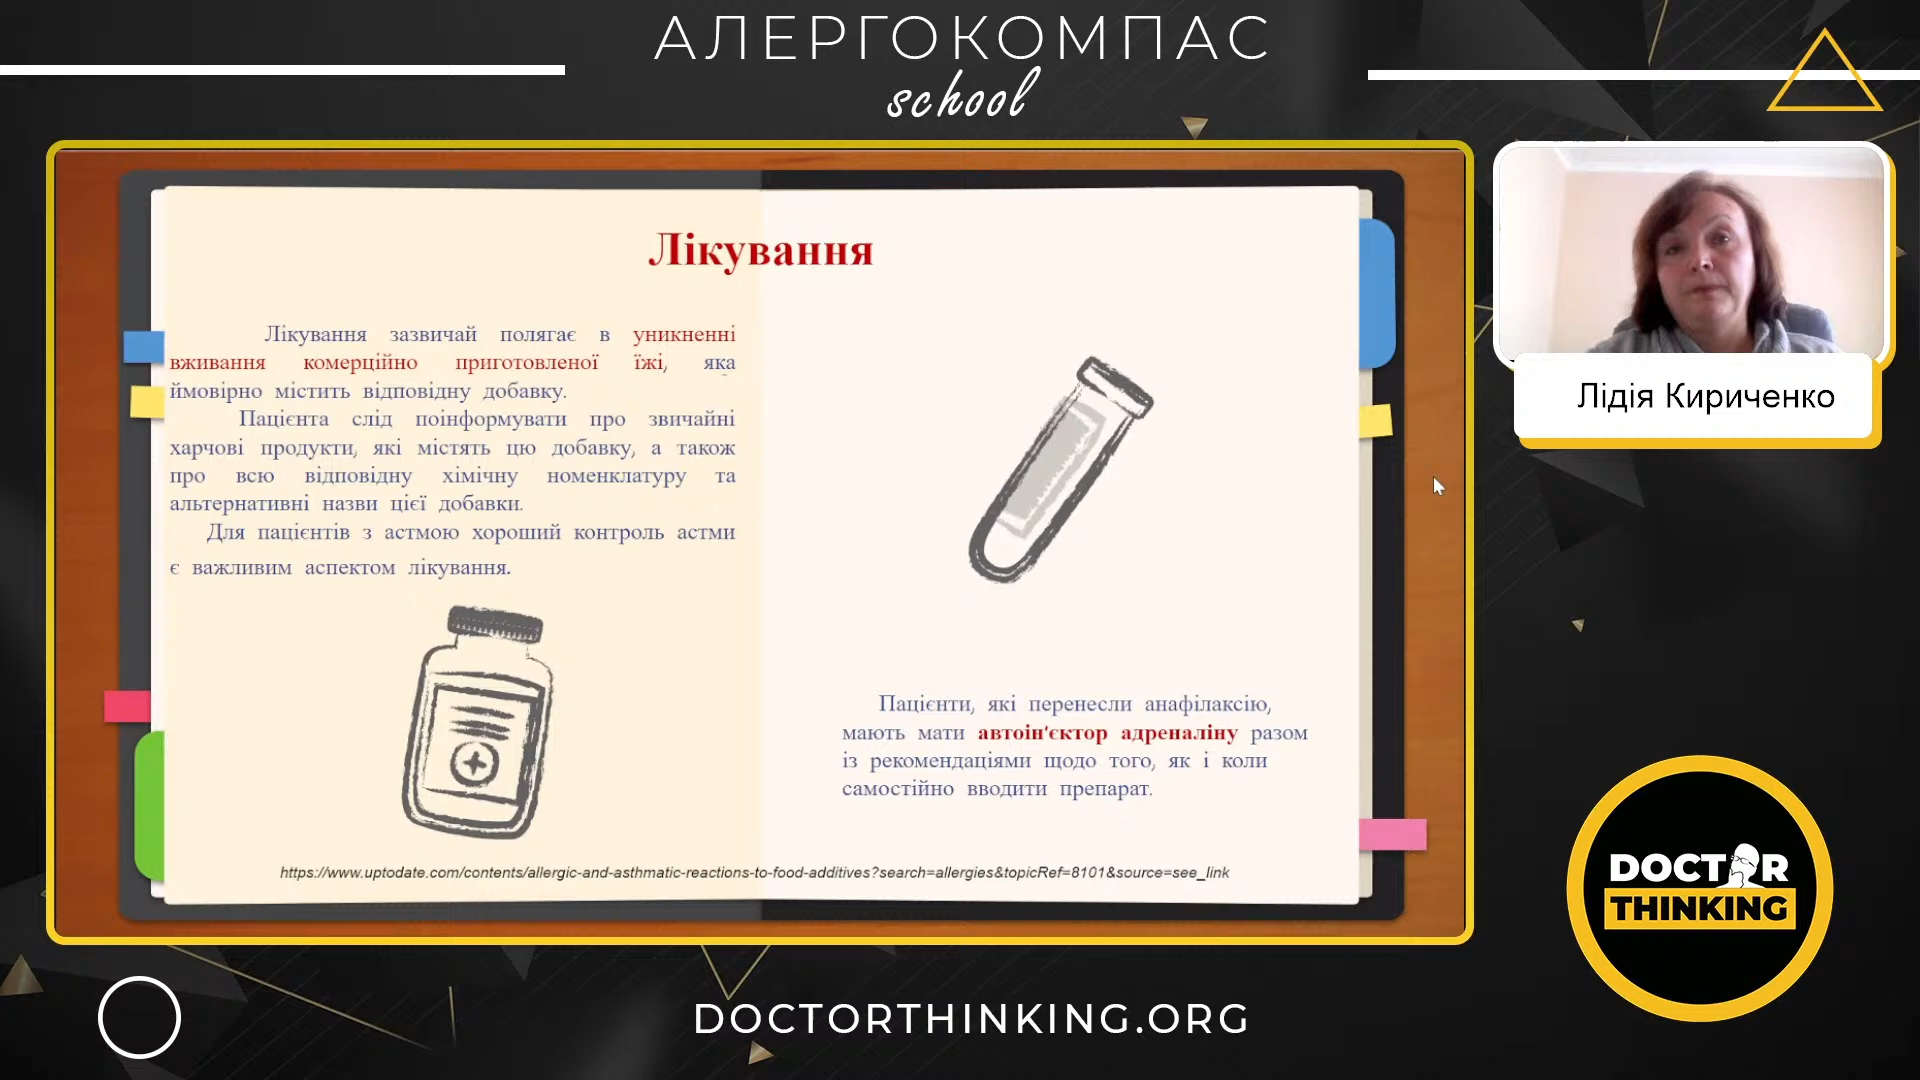 АЛЕРГОКОМПАС
school
Лікування
Лікування зазвичай полягає в уникненні
вживання комерційно приготовленої їжі, яка
ймовірно містить відповідну добавку.
Пацієнта слід поінформувати про звичайні
харчові продукти, які містять цю добавку, а також
про всю відповідну хімічну номенклатуру та
альтернативні назви цієї добавки.
Для пацієнтів з астмою хороший контроль астми
є важливим аспектом лікування.
Пацієнти, які перенесли анафілаксію,
мають мати автоін'єктор адреналіну разом
із рекомендаціями щодо того, як і коли
самостійно вводити препарат.
https://www.uptodate.com/contents/allergic-and-asthmatic-reactions-to-food-additives?search=allergies&topicRef=8101&source=see_link
Лідія Кириченко
DOCTOR
THINKING
DOCTORTHINKING.ORG